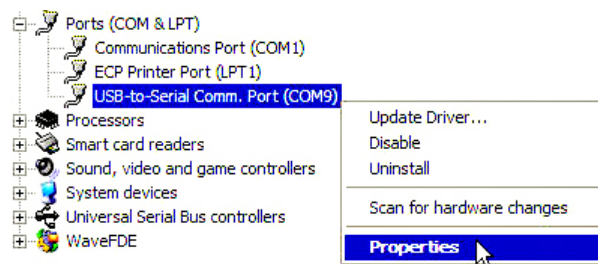 Ports (COM & LPT)
Communications Port (COM1)
ECP Printer Port (LPT1)
USB-to-Serial Comm. Port (COM9)
Processors
Smart card readers
Sound, video and game controllers
System devices
Universal Serial Bus controllers
WaveFDE
Update Driver...
Disable
Uninstall
Scan for hardware changes
Properties